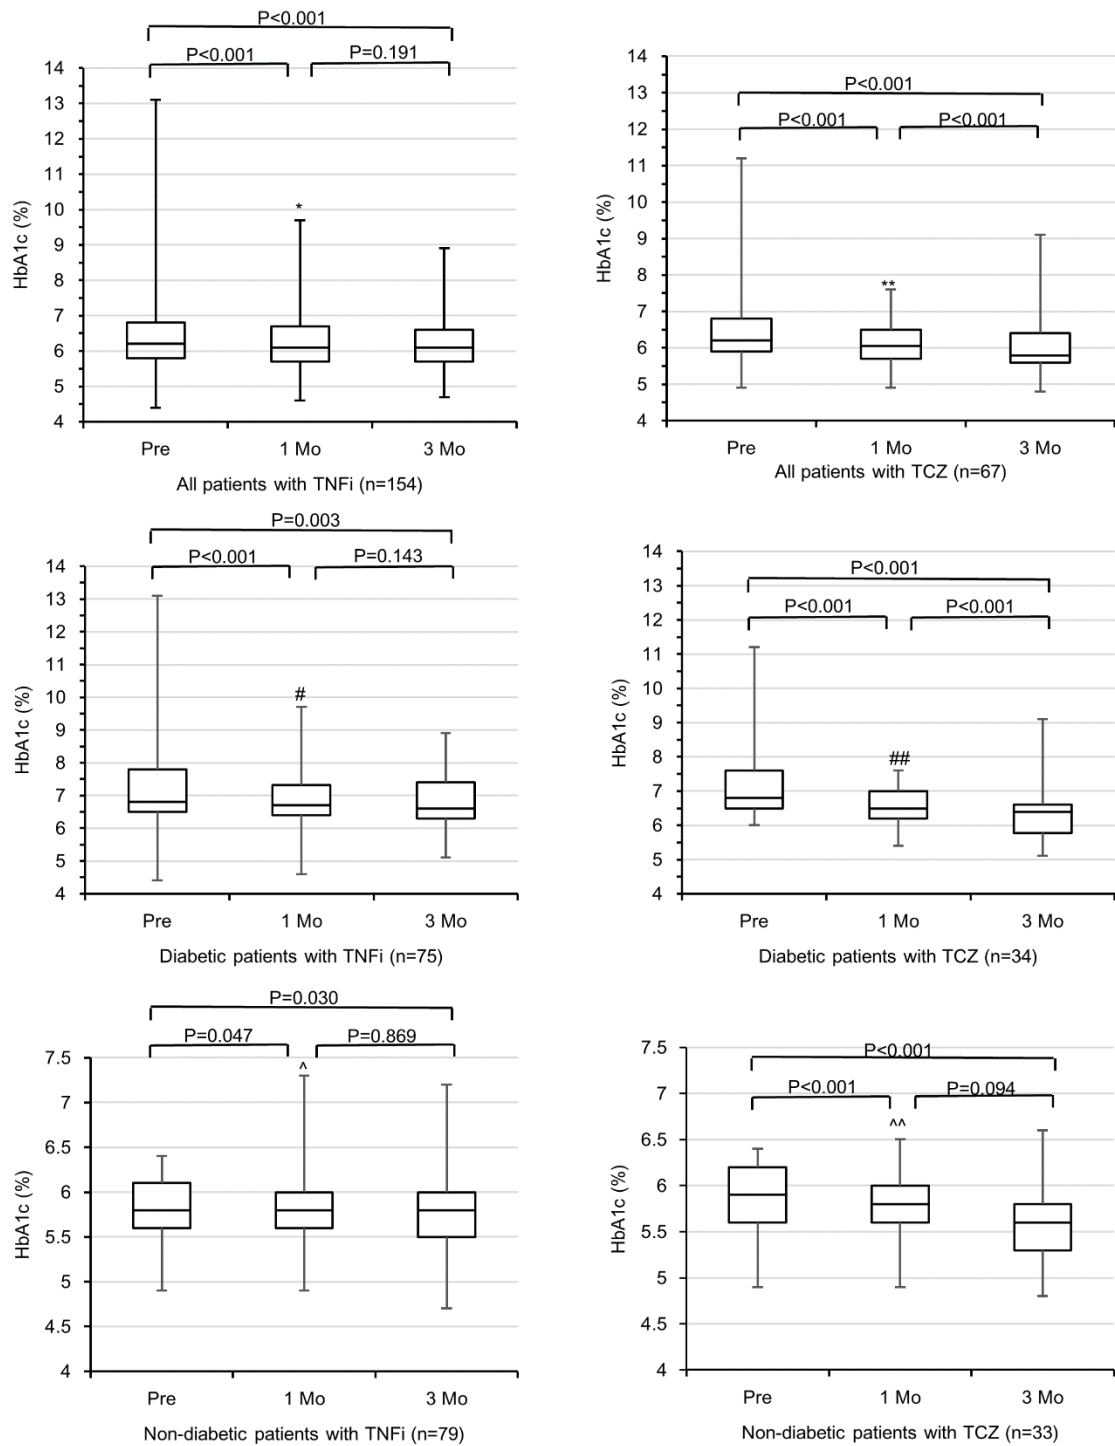 P<0.001
P<0.001 P=0.191
14
13
12
11
10
9
8
7
6
5
4
HbA1c (%)
*
Pre 1 Mo 3 Mo
All patients with TNFi (n=154)
P<0.001
P<0.001 P<0.001
14
13
12
11
10
9
8
7
6
5
4
HbA1c (%)
**
Pre 1 Mo 3 Mo
All patients with TCZ (n=67)
P=0.003
P<0.001 P=0.143
14
13
12
11
10
9
8
7
6
5
4
HbA1c (%)
#
Pre 1 Mo 3 Mo
Diabetic patients with TNFi (n=75)
P<0.001
P<0.001 P<0.001
14
13
12
11
10
9
8
7
6
5
4
HbA1c (%)
##
Pre 1 Mo 3 Mo
Diabetic patients with TCZ (n=34)
P=0.030
P=0.047 P=0.869
7.5
7
6.5
6
5.5
5
4.5
4
HbA1c (%)
^
Pre 1 Mo 3 Mo
Non-diabetic patients with TNFi (n=79)
P<0.001
P<0.001 P=0.094
7.5
7
6.5
6
5.5
5
4.5
4
HbA1c (%)
^^
Pre 1 Mo 3 Mo
Non-diabetic patients with TCZ (n=33)